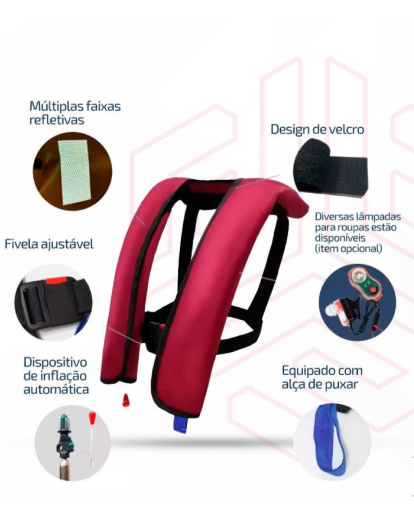 Múltiplas faixas
refletivas
Design de velcro
Diversas lâmpadas
para roupas estão
disponíveis
(item opcional)
Fivela ajustável
Dispositivo
de inflação
automática
Equipado com
alça de puxar